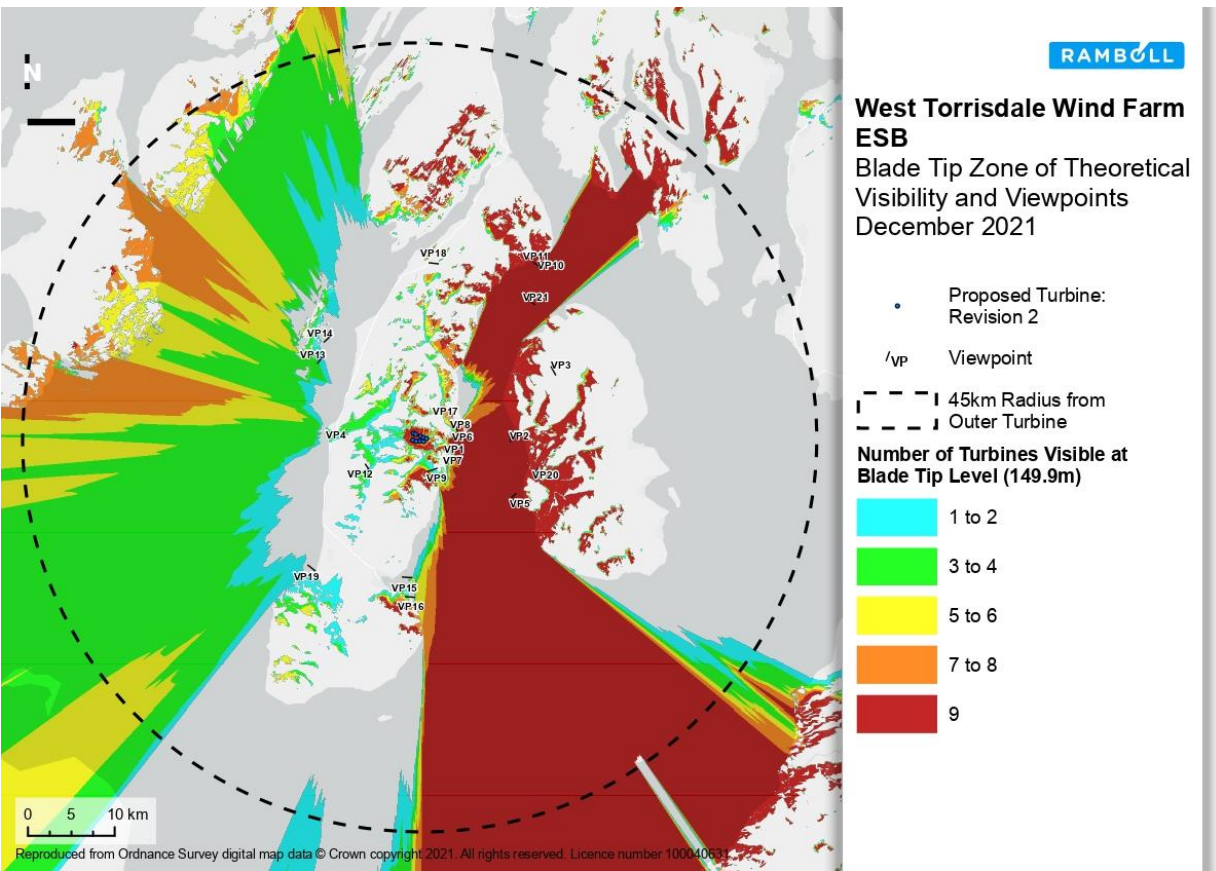 N
VP18
VP11
VP10
VP21
VP14
VP13
VP3
VP17
VP8
VP4
VP6
VP2
VP1
VP7
VP12
VP9
VP20
VP5
VP19
VP15
VP16
0 5 10 km
Reproduced from Ordnance Survey digital map data © Crown copyright 2021. All rights reserved. Licence number 100040631
RAMBOLL
West Torrisdale Wind Farm
ESB
Blade Tip Zone of Theoretical
Visibility and Viewpoints
December 2021
Proposed Turbine:
Revision 2
VP Viewpoint
45km Radius from
Outer Turbine
Number of Turbines Visible at
Blade Tip Level (149.9m)
1 to 2
3 to 4
5 to 6
7 to 8
9